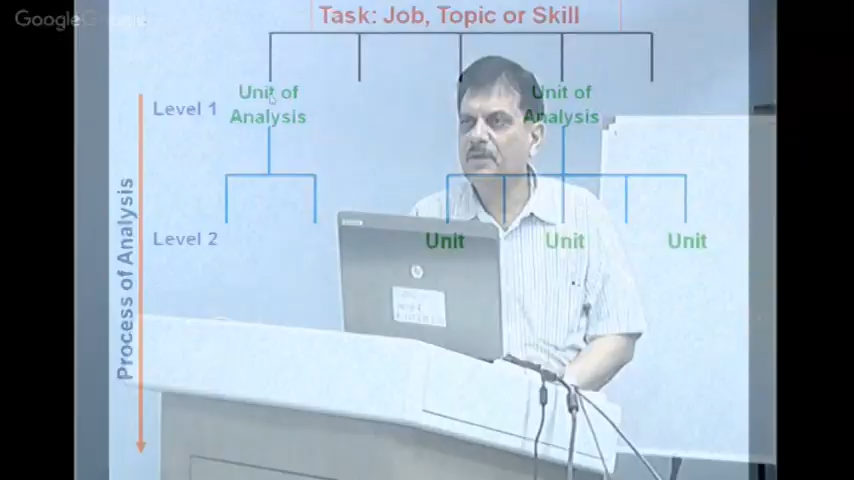 Google
Task: Job, Topic or Skill
Unit of
Analysis
Unit of
Analysis
Level 1
Level 2
Unit
Unit
Unit
Process of Analysis
hp